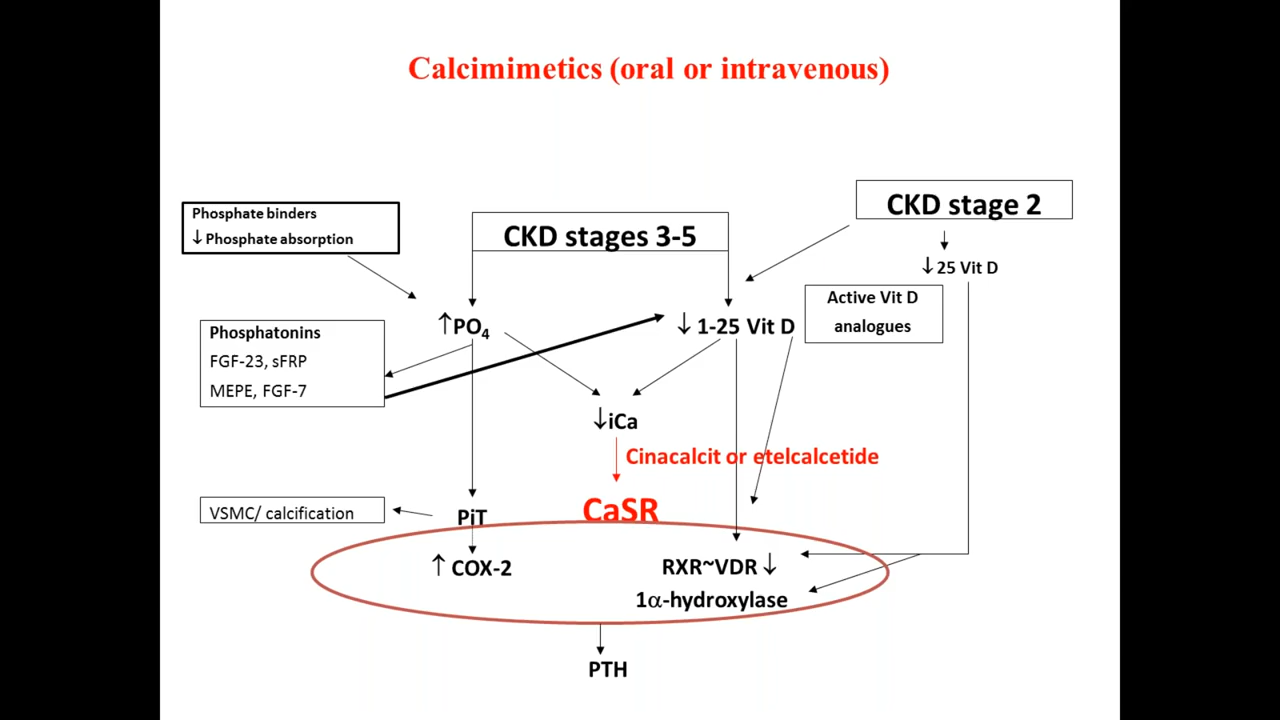 Calcimimetics (oral or intravenous)
CKD stage 2
Phosphate binders
↓ Phosphate absorption
CKD stages 3-5
↓ 25 Vit D
Active Vit D
analogues
↑PO₄
↓ 1-25 Vit D
Phosphatonins
FGF-23, sFRP
MEPE, FGF-7
↓iCa
Cinacalcit or etelcalcetide
VSMC/ calcification
PiT
CaSR
↑ COX-2
RXR~VDR ↓
1α-hydroxylase
PTH